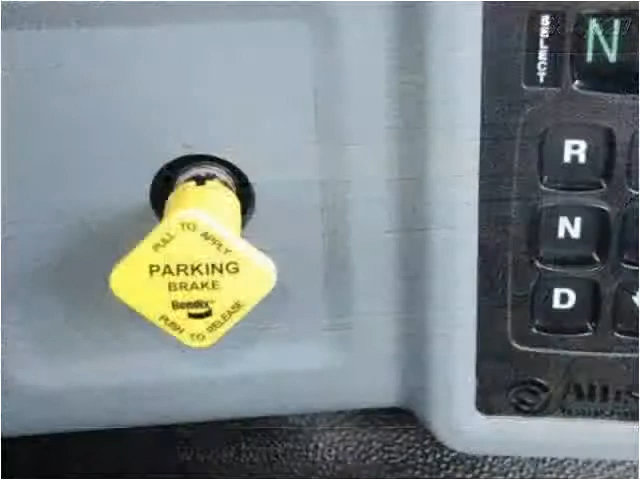 SELECT
N
R
N
D
PULL TO APPLY
PARKING
BRAKE
Bendix
PUSH TO RELEASE